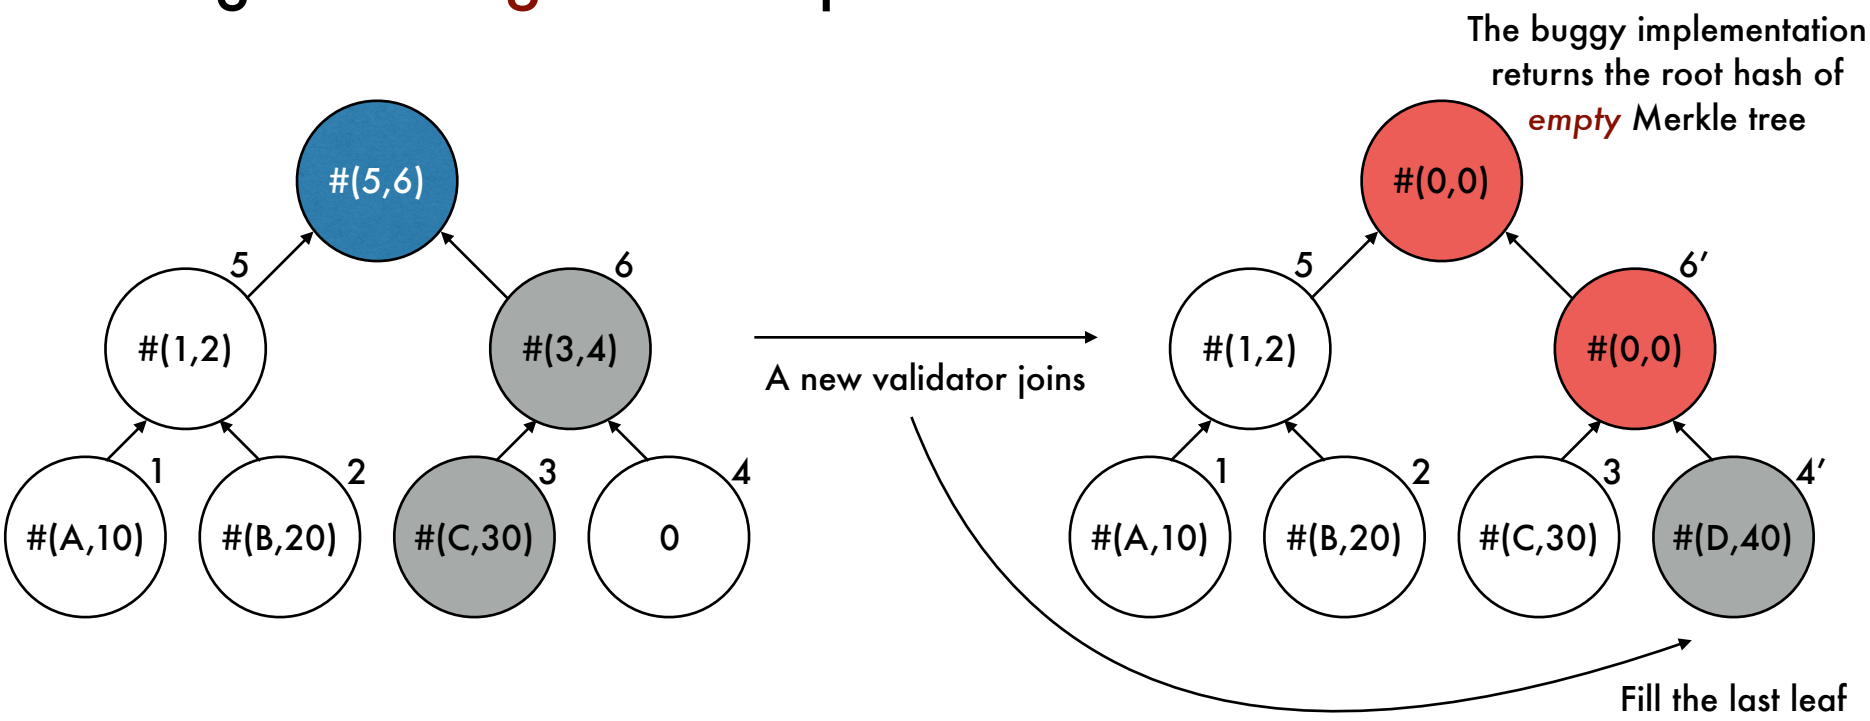 The buggy implementation
returns the root hash of
empty Merkle tree
#(5,6)
#(0,0)
5
6
5
6′
#(1,2)
#(3,4)
A new validator joins
#(1,2)
#(0,0)
1
2
3
4
1
2
3
4′
#(A,10)
#(B,20)
#(C,30)
0
#(A,10)
#(B,20)
#(C,30)
#(D,40)
Fill the last leaf